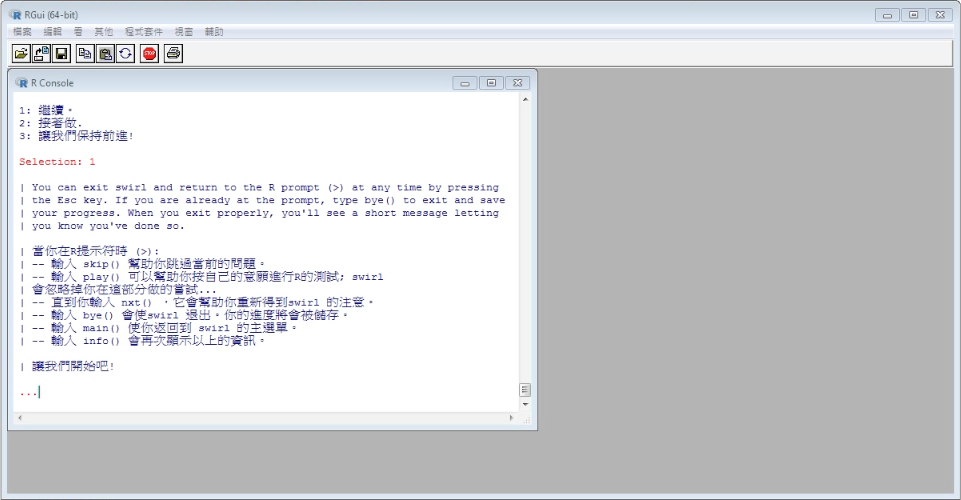 RGui (64-bit)
檔案 編輯 看 其他 程式套件 視窗 輔助
STOP
R Console
1: 繼續。
2: 接著做.
3: 讓我們保持前進!
Selection: 1
| You can exit swirl and return to the R prompt (>) at any time by pressing
| the Esc key. If you are already at the prompt, type bye() to exit and save
| your progress. When you exit properly, you'll see a short message letting
| you know you've done so.
| 當你在R提示符時 (>):
| -- 輸入 skip() 幫助你跳過當前的問題。
| -- 輸入 play() 可以幫助你按自己的意願進行R的測試; swirl
| 會忽略掉你在這部分做的嘗試...
| -- 直到你輸入 nxt() ，它會幫助你重新得到swirl 的注意。
| -- 輸入 bye() 會使swirl 退出。你的進度將會被儲存。
| -- 輸入 main() 使你返回到 swirl 的主選單。
| -- 輸入 info() 會再次顯示以上的資訊。
| 讓我們開始吧!
...